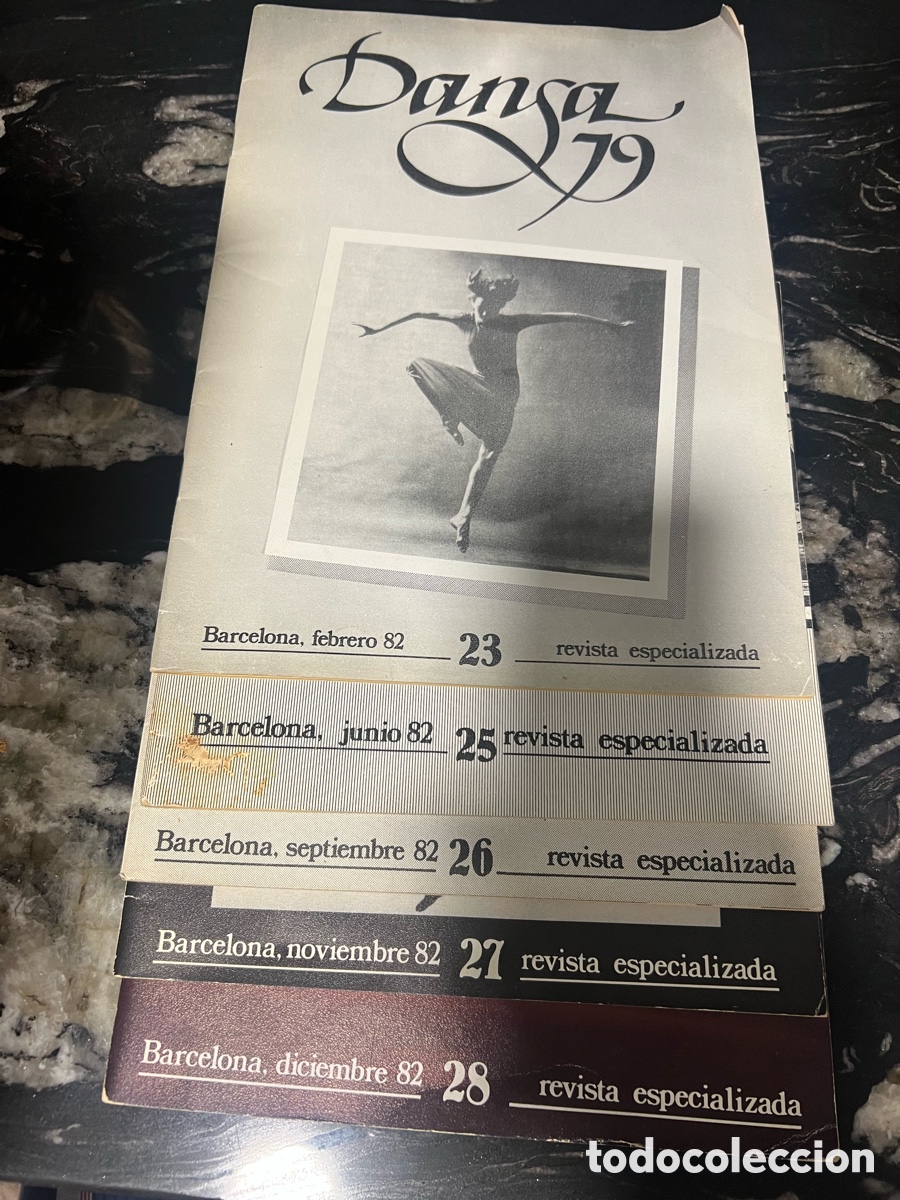 Dansa
79
Barcelona, febrero 82 23 revista especializada
Barcelona, junio 82 25 revista especializada
Barcelona, septiembre 82 26 revista especializada
Barcelona, noviembre 82 27 revista especializada
Barcelona, diciembre 82 28 revista especializada
todocoleccion